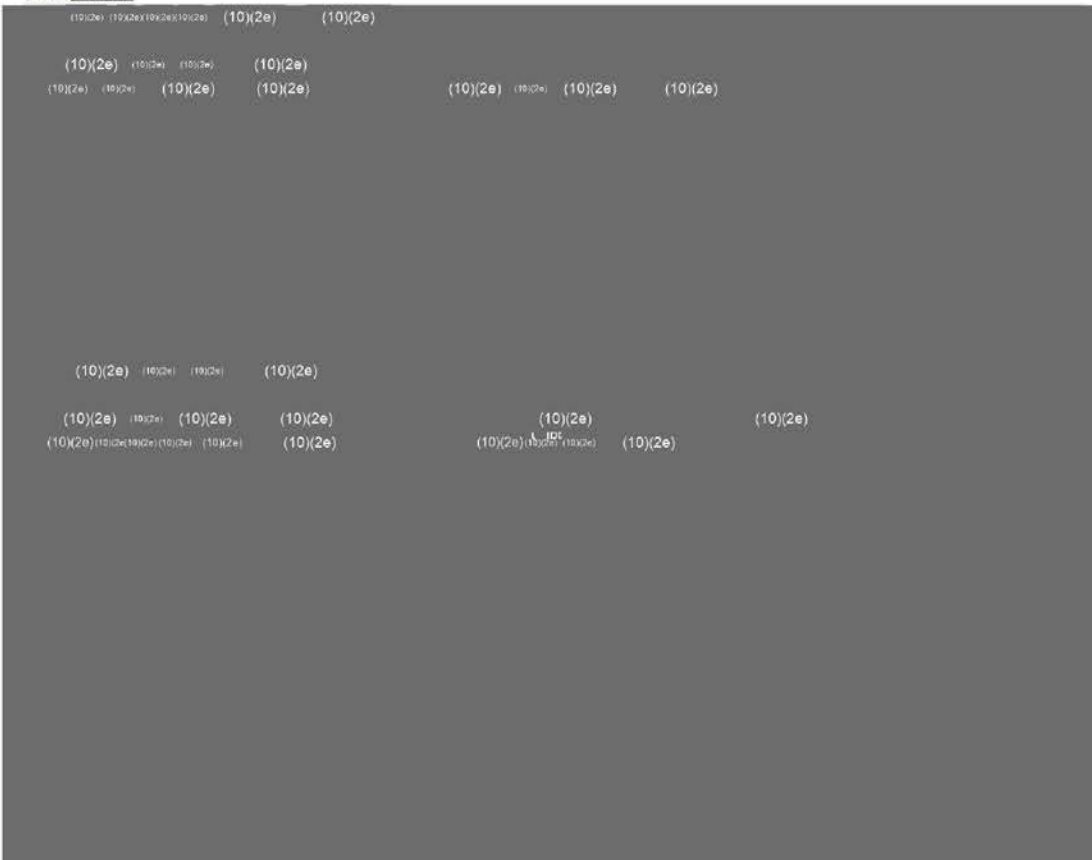 (10)(2e) (10)(2e)(10)(2e)(10)(2e) (10)(2e) (10)(2e)
(10)(2e) (10)(2e) (10)(2e) (10)(2e)
(10)(2e) (10)(2e) (10)(2e) (10)(2e) (10)(2e) (10)(2e) (10)(2e) (10)(2e)
(10)(2e) (10)(2e) (10)(2e) (10)(2e)
(10)(2e) (10)(2e) (10)(2e) (10)(2e) (10)(2e) (10)(2e)
(10)(2e)(10)(2e(10)(2e)(10)(2e) (10)(2e) (10)(2e) (10)(2e)(10)(2e) (10)(2e) (10)(2e)